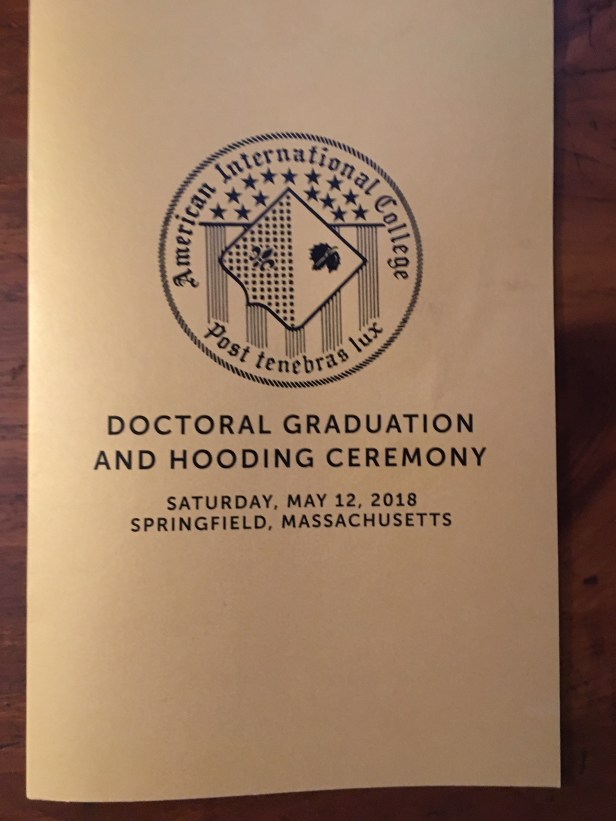 American International College
Post tenebras lux
DOCTORAL GRADUATION
AND HOODING CEREMONY
SATURDAY, MAY 12, 2018
SPRINGFIELD, MASSACHUSETTS